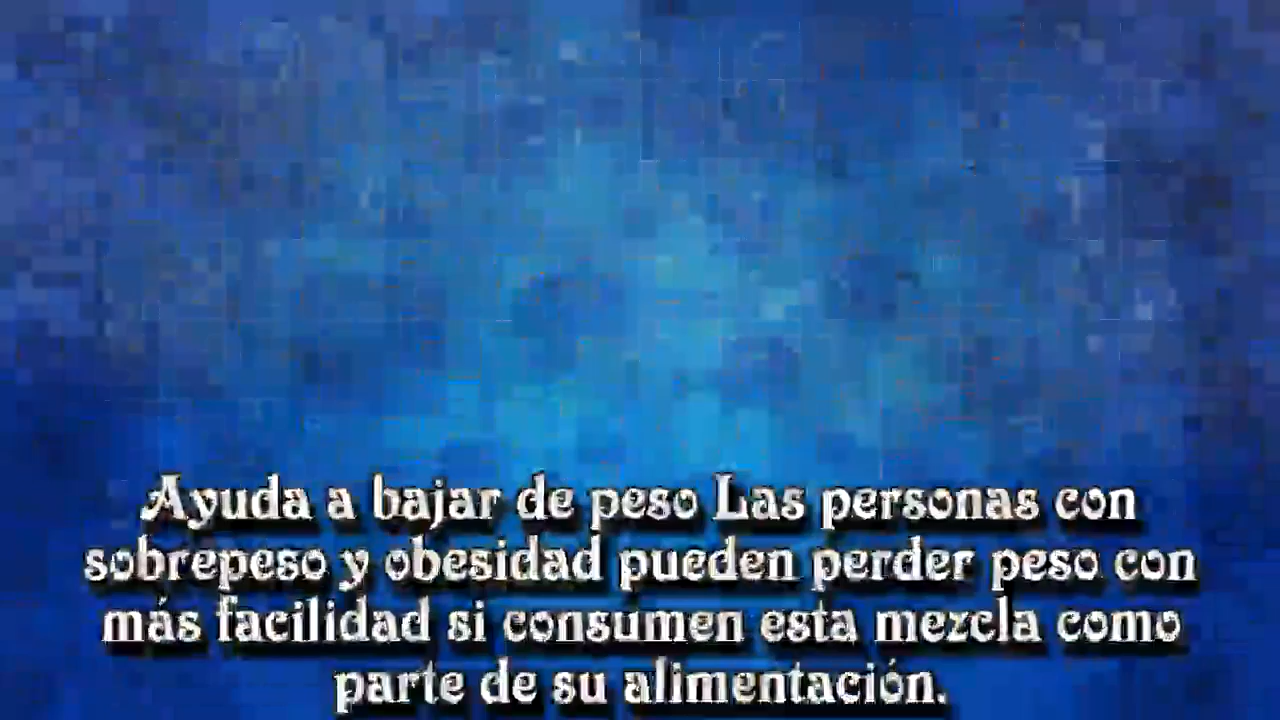 Ayuda a bajar de peso Las personas con
sobrepeso y obesidad pueden perder peso con
más facilidad si consumen esta mezcla como
parte de su alimentación.